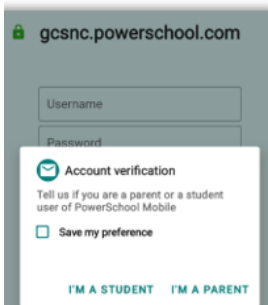 gcsnc.powerschool.com
Username
Password
Account verification
Tell us if you are a parent or a student
user of PowerSchool Mobile
Save my preference
I'M A STUDENT I'M A PARENT